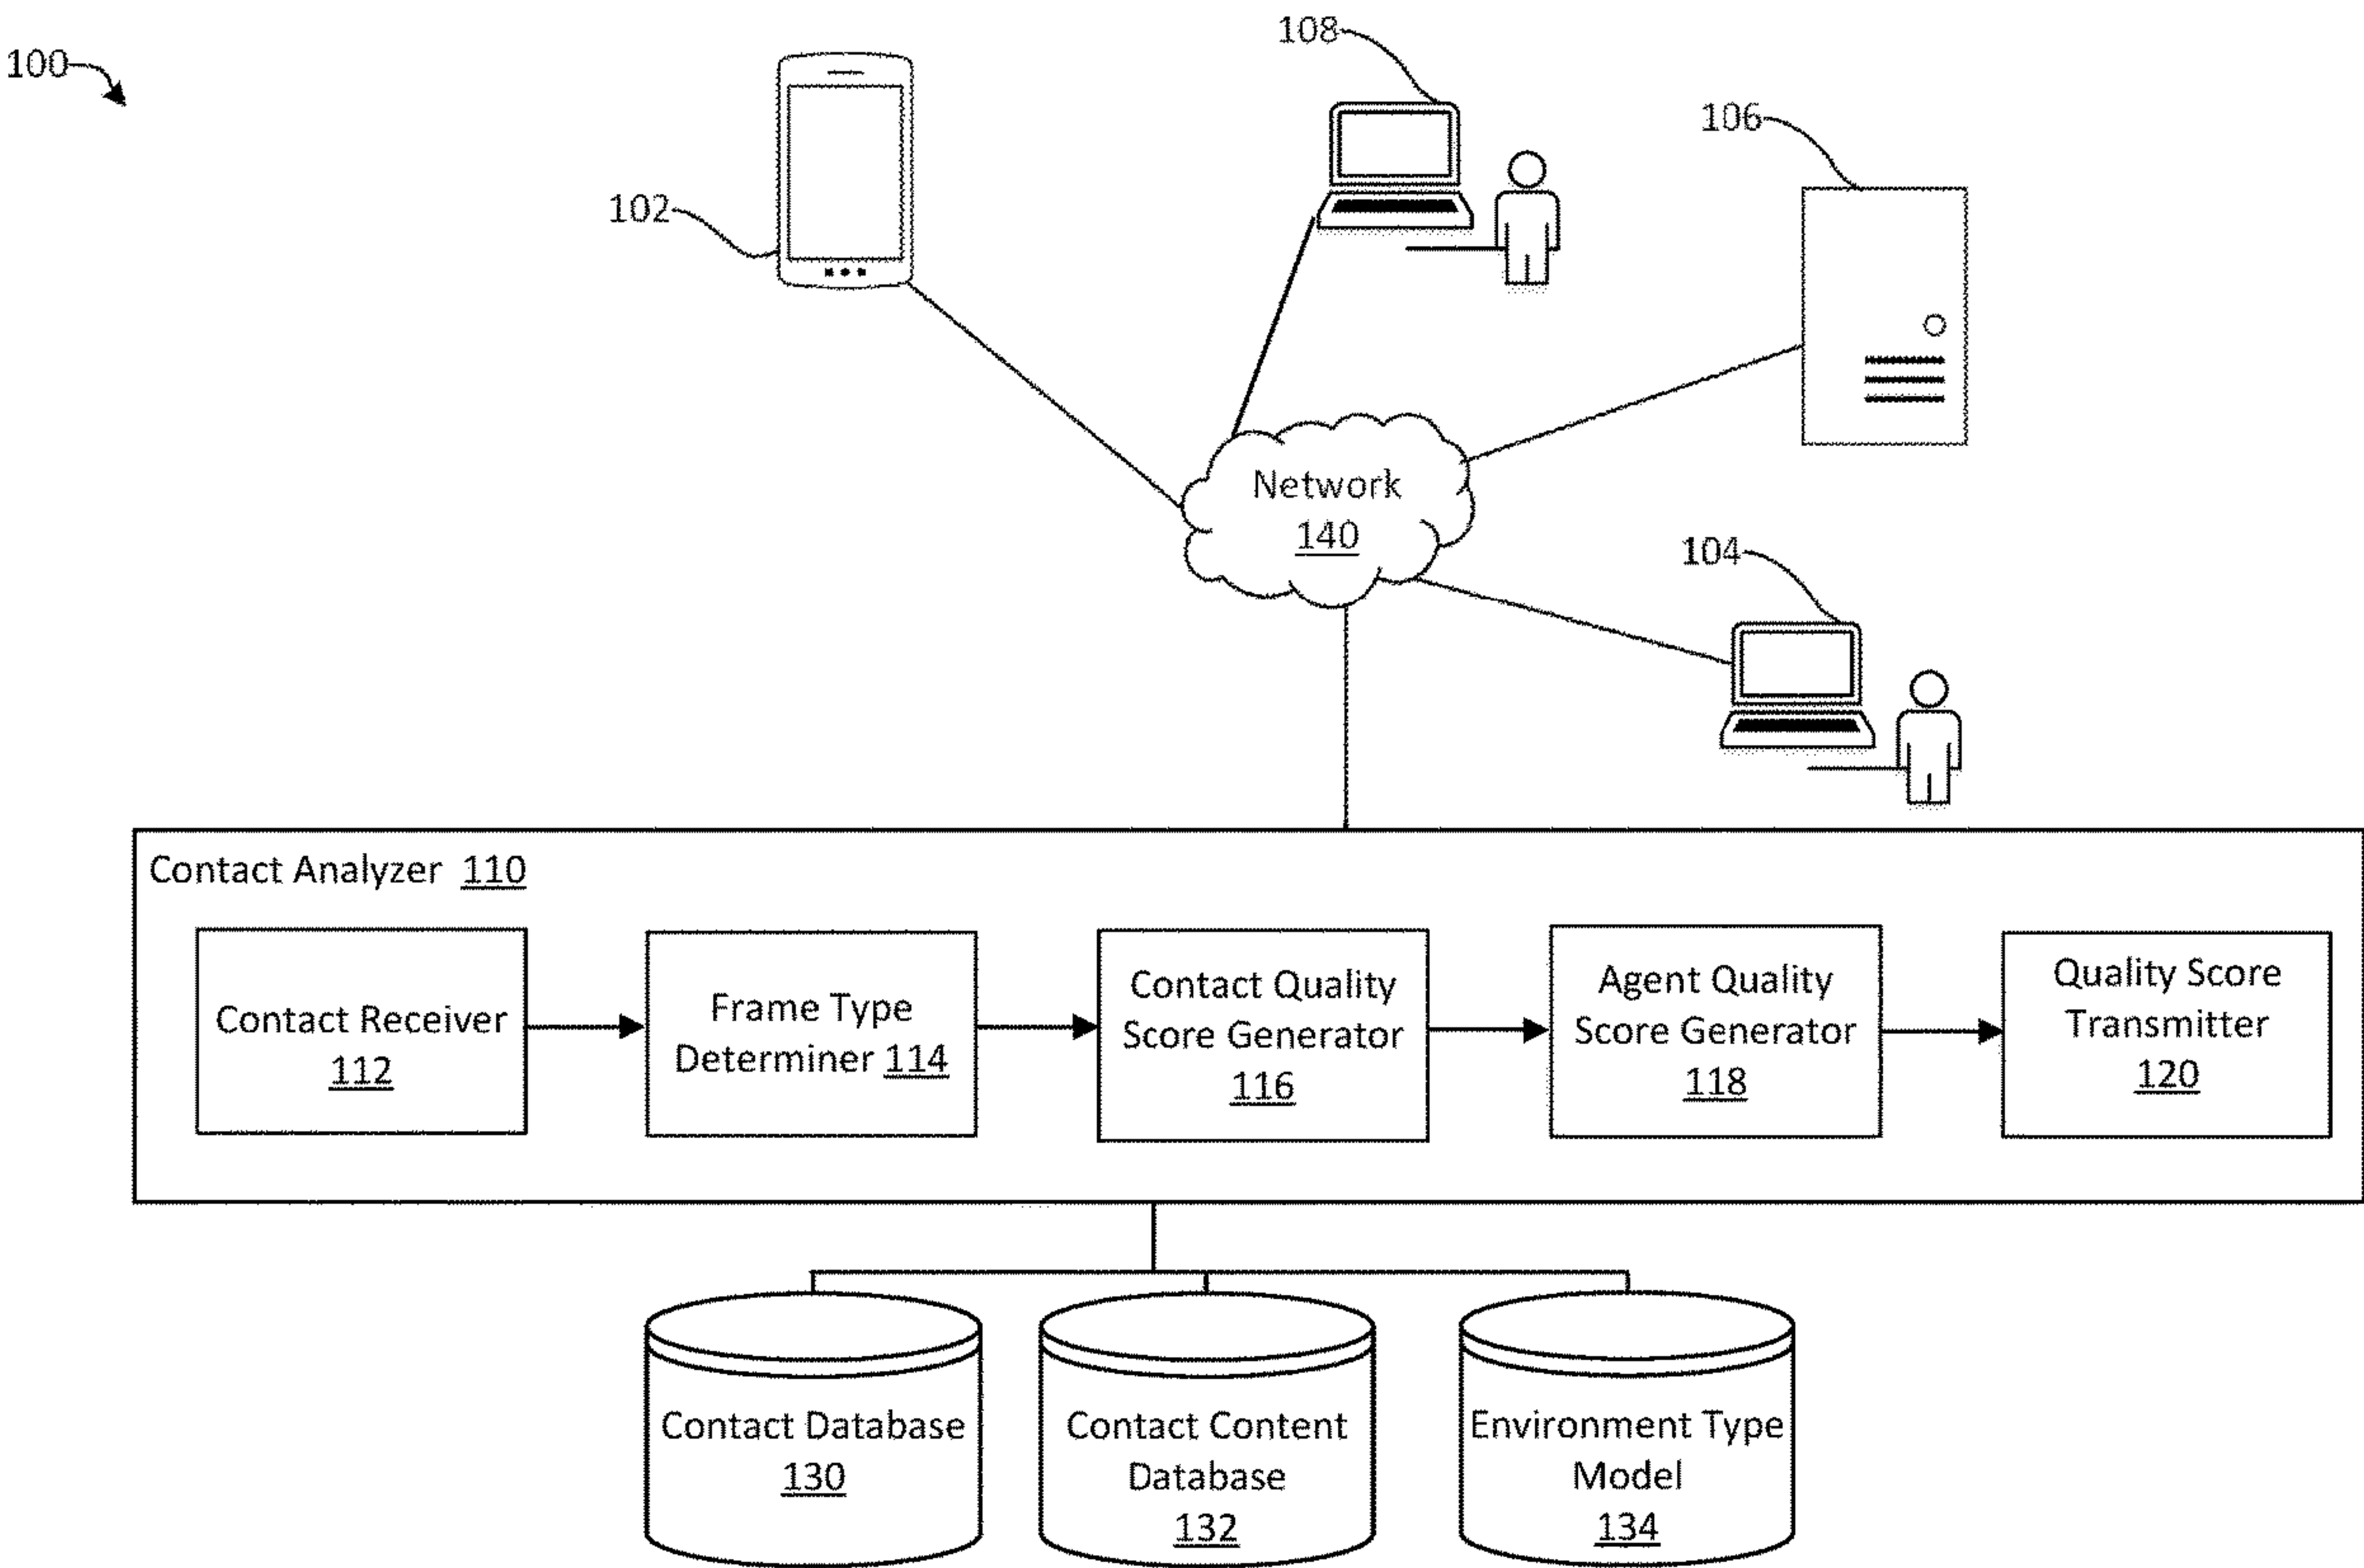 100
108
106
102
Network
140
104
Contact Analyzer 110
Contact Receiver
112
Frame Type
Determiner 114
Contact Quality
Score Generator
116
Agent Quality
Score Generator
118
Quality Score
Transmitter
120
Contact Database
130
Contact Content
Database
132
Environment Type
Model
134